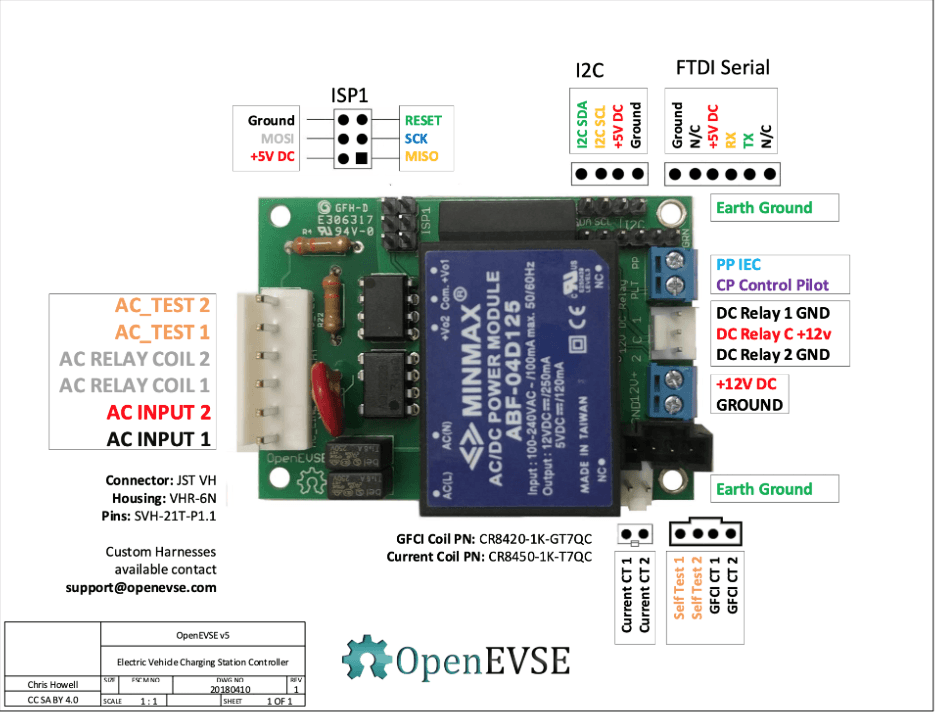 I2C
FTDI Serial
ISP1
Ground
MOSI
+5V DC
RESET
SCK
MISO
I2C SDA
I2C SCL
+5V DC
Ground
Ground
N/C
+5V DC
RX
TX
N/C
Earth Ground
PP IEC
CP Control Pilot
DC Relay 1 GND
DC Relay C +12v
DC Relay 2 GND
+12V DC
GROUND
Earth Ground
AC_TEST 2
AC_TEST 1
AC RELAY COIL 2
AC RELAY COIL 1
AC INPUT 2
AC INPUT 1
GFH-D
E306317
94V-0
ISP1
SDA SCL
I2C
GRN
PP
PLT
12V DC Relay
2 C 1
GND12V+
R22
OpenEVSE
+Vo2 Com. +Vo1
MINMAX®
AC/DC POWER MODULE
ABF-04D125
Input : 100-240VAC~/100mA max. 50/60Hz
Output : 12VDC⎓/250mA
5VDC⎓/120mA
MADE IN TAIWAN
NC
NC
AC(N)
AC(L)
CE
Connector: JST VH
Housing: VHR-6N
Pins: SVH-21T-P1.1
Custom Harnesses
available contact
support@openevse.com
GFCI Coil PN: CR8420-1K-GT7QC
Current Coil PN: CR8450-1K-T7QC
Current CT 1
Current CT 2
Self Test 1
Self Test 2
GFCI CT 1
GFCI CT 2
OpenEVSE v5
Electric Vehicle Charging Station Controller
Chris Howell
SIZE
FSCM NO
DWG NO
20180410
REV
1
CC SA BY 4.0
SCALE
1 : 1
SHEET
1 OF 1
OpenEVSE